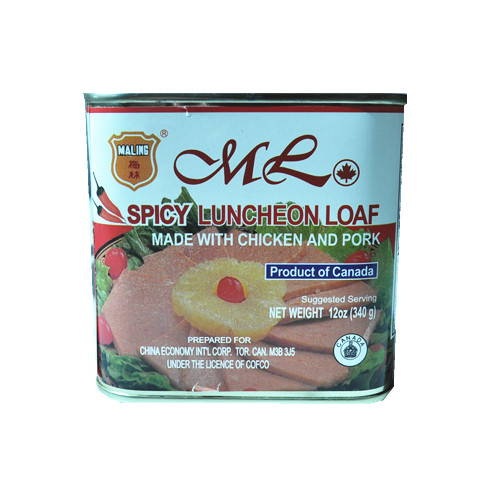 MALING
梅林
®
ML
SPICY LUNCHEON LOAF
MADE WITH CHICKEN AND PORK
Product of Canada
Suggested Serving
NET WEIGHT 12oz (340 g)
PREPARED FOR
CHINA ECONOMY INT'L CORP. TOR. CAN. M3B 3J5
UNDER THE LICENCE OF COFCO
CANADA